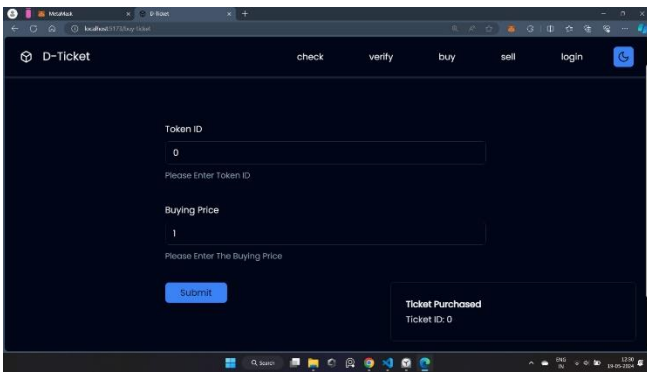 MetaMask
D-Ticket
localhost:5173/buy-ticket
D-Ticket
check
verify
buy
sell
login
Token ID
0
Please Enter Token ID
Buying Price
1
Please Enter The Buying Price
Submit
Ticket Purchased
Ticket ID: 0
Search
ENG
IN
12:30
19-05-2024